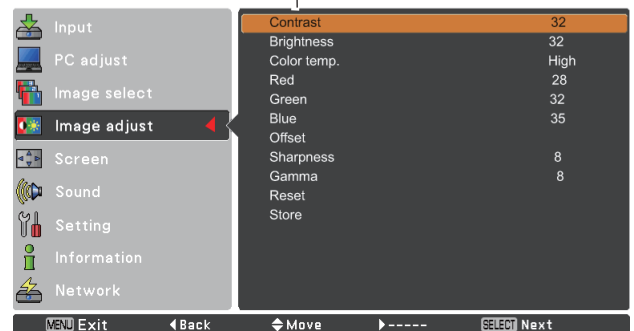 Input
PC adjust
Image select
Image adjust
Screen
Sound
Setting
Information
Network
Contrast 32
Brightness 32
Color temp. High
Red 28
Green 32
Blue 35
Offset
Sharpness 8
Gamma 8
Reset
Store
MENU Exit ◀Back Move ▶----- SELECT Next